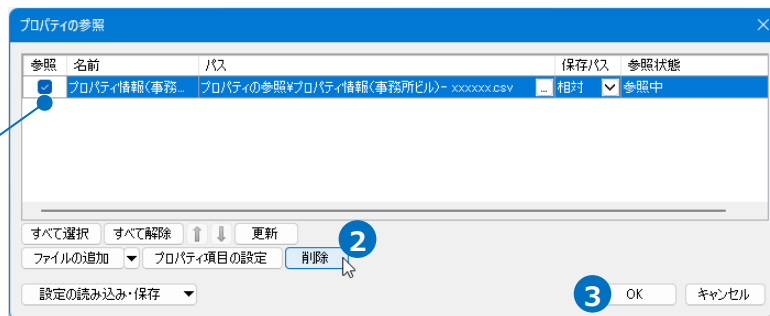 プロパティの参照
参照 名前 パス 保存パス 参照状態
プロパティ情報(事務... プロパティの参照¥プロパティ情報(事務所ビル)- xxxxxx.csv ... 相対 参照中
すべて選択 すべて解除 更新
2
ファイルの追加 プロパティ項目の設定 削除
設定の読み込み・保存 3 OK キャンセル